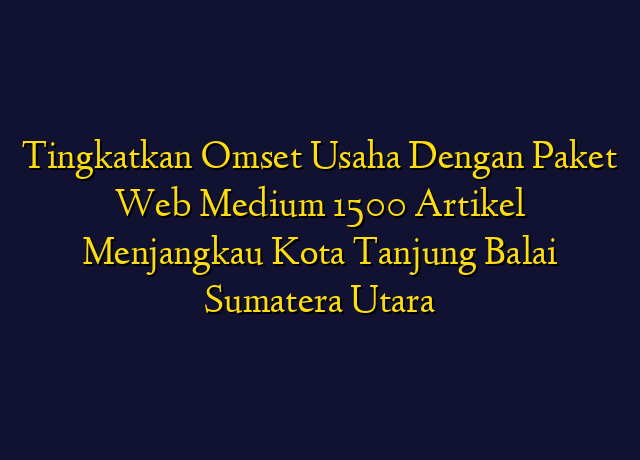 Tingkatkan Omset Usaha Dengan Paket
Web Medium 1500 Artikel
Menjangkau Kota Tanjung Balai
Sumatera Utara